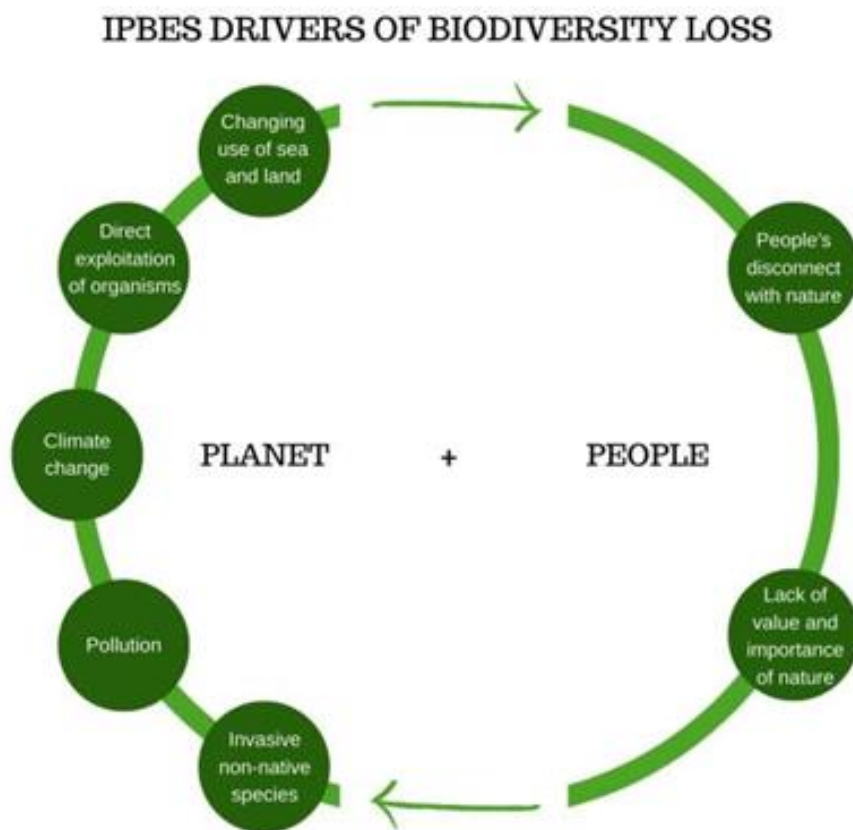 IPBES DRIVERS OF BIODIVERSITY LOSS
Changing
use of sea
and land
Direct
exploitation
of organisms
Climate
change
Pollution
Invasive
non-native
species
PLANET + PEOPLE
People's
disconnect
with nature
Lack of
value and
importance
of nature